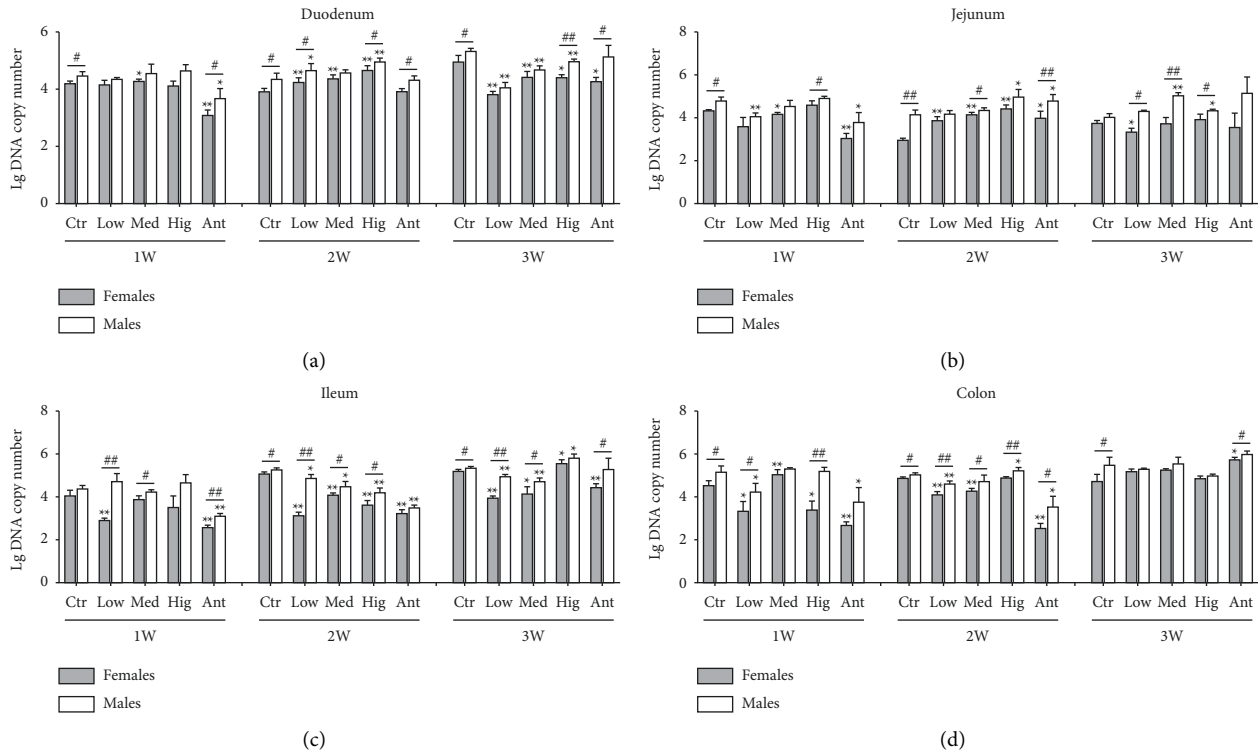 Duodenum
Lg DNA copy number
6
4
2
0
# # # # # # ## #
** * * ** ** * ** ** ** ** ** ** ** ** * ** *
Ctr Low Med Hig Ant Ctr Low Med Hig Ant Ctr Low Med Hig Ant
1W 2W 3W
Females
Males
(a)
Jejunum
Lg DNA copy number
8
6
4
2
0
# # ## # ## # ## #
** * ** * ** ** ** * * * * ** *
Ctr Low Med Hig Ant Ctr Low Med Hig Ant Ctr Low Med Hig Ant
1W 2W 3W
Females
Males
(b)
Ileum
Lg DNA copy number
8
6
4
2
0
## # ## # ## # # # ## # #
** ** ** ** * ** * ** ** ** ** ** ** * ** * * **
Ctr Low Med Hig Ant Ctr Low Med Hig Ant Ctr Low Med Hig Ant
1W 2W 3W
Females
Males
(c)
Colon
Lg DNA copy number
8
6
4
2
0
# # ## # ## # ## # # #
* * ** * ** * ** ** ** * ** * *
Ctr Low Med Hig Ant Ctr Low Med Hig Ant Ctr Low Med Hig Ant
1W 2W 3W
Females
Males
(d)